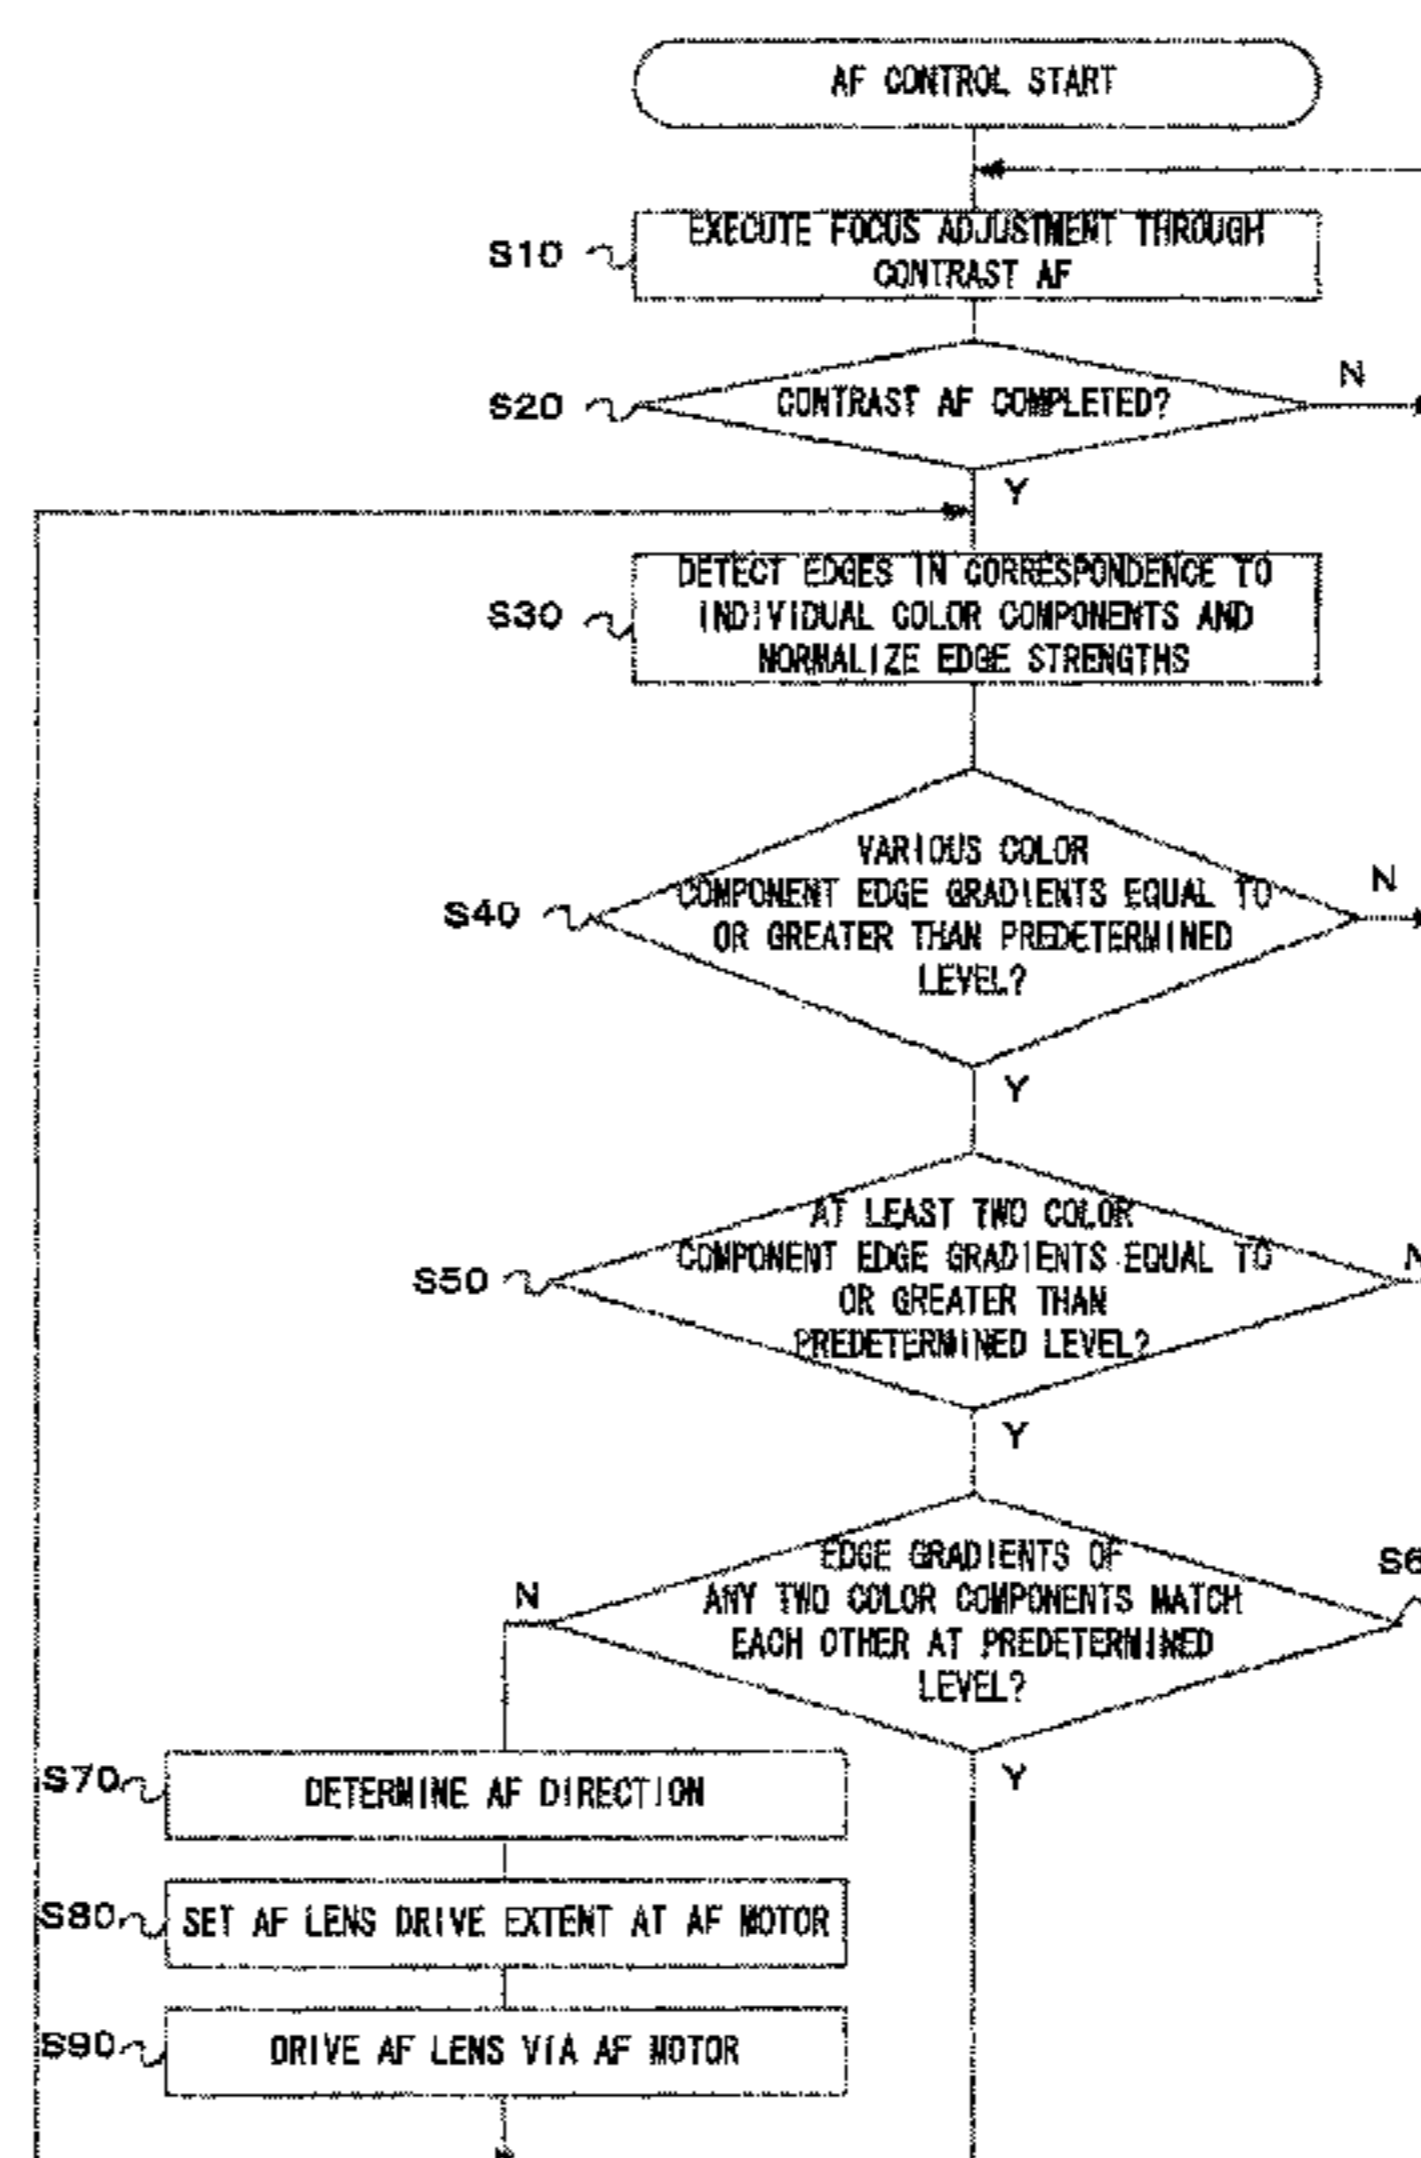 AF CONTROL START
S10
EXECUTE FOCUS ADJUSTMENT THROUGH
CONTRAST AF
S20
CONTRAST AF COMPLETED?
N
Y
S30
DETECT EDGES IN CORRESPONDENCE TO
INDIVIDUAL COLOR COMPONENTS AND
NORMALIZE EDGE STRENGTHS
S40
VARIOUS COLOR
COMPONENT EDGE GRADIENTS EQUAL TO
OR GREATER THAN PREDETERMINED
LEVEL?
N
Y
S50
AT LEAST TWO COLOR
COMPONENT EDGE GRADIENTS EQUAL TO
OR GREATER THAN
PREDETERMINED LEVEL?
N
Y
S6
EDGE GRADIENTS OF
ANY TWO COLOR COMPONENTS MATCH
EACH OTHER AT PREDETERMINED
LEVEL?
N
Y
S70
DETERMINE AF DIRECTION
S80
SET AF LENS DRIVE EXTENT AT AF MOTOR
S90
DRIVE AF LENS VIA AF MOTOR